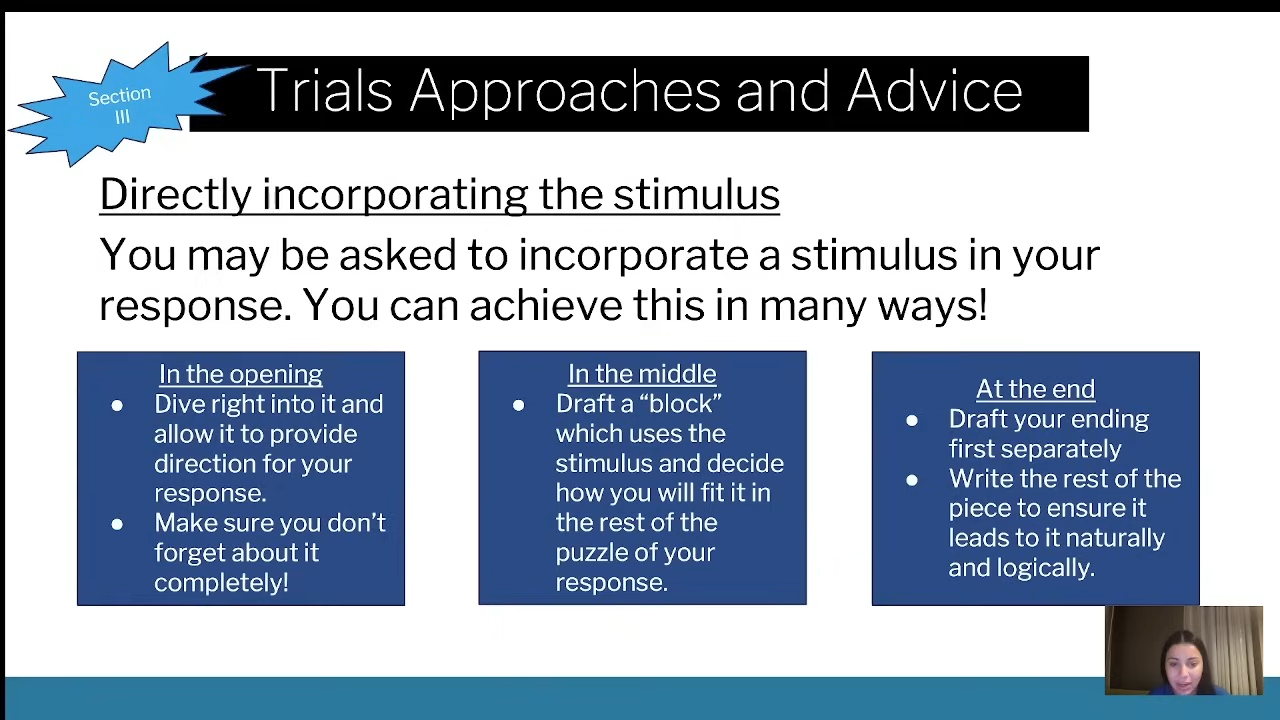 Section
III
Trials Approaches and Advice
Directly incorporating the stimulus
You may be asked to incorporate a stimulus in your
response. You can achieve this in many ways!
In the opening
● Dive right into it and
allow it to provide
direction for your
response.
● Make sure you don’t
forget about it
completely!
In the middle
● Draft a “block”
which uses the
stimulus and decide
how you will fit it in
the rest of the
puzzle of your
response.
At the end
● Draft your ending
first separately
● Write the rest of the
piece to ensure it
leads to it naturally
and logically.